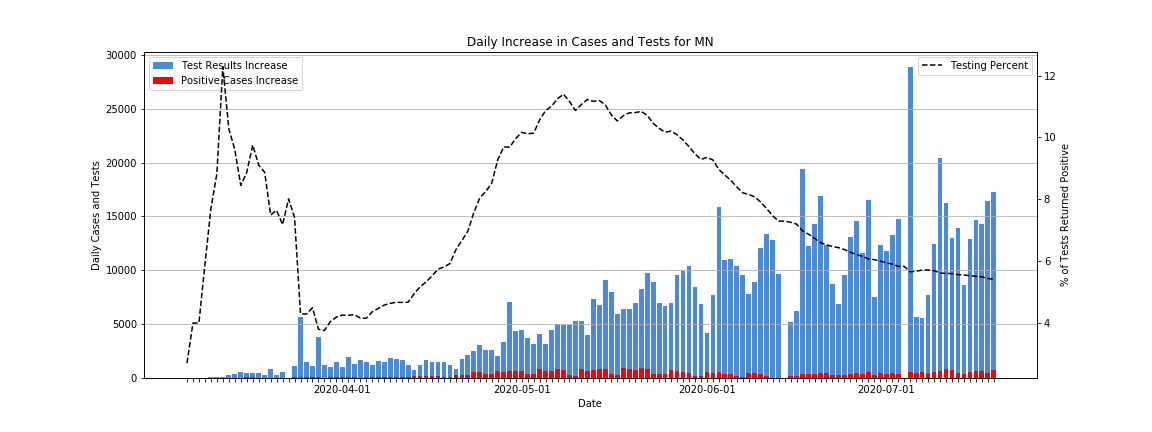 Daily Increase in Cases and Tests for MN
Test Results Increase
Positive Cases Increase
Testing Percent
30000
25000
20000
15000
10000
5000
0
Daily Cases and Tests
12
10
8
6
4
% of Tests Returned Positive
2020-04-01
2020-05-01
2020-06-01
2020-07-01
Date